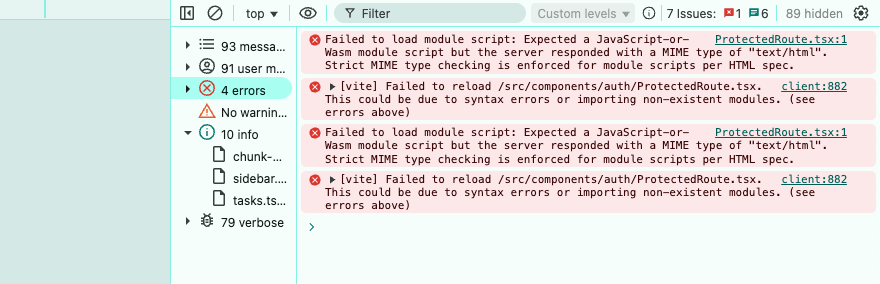 top ▾
Filter
Custom levels ▾
7 Issues:
1
6
89 hidden
93 messa...
91 user m...
4 errors
No warnin...
10 info
chunk-...
sidebar....
tasks.ts...
79 verbose
Failed to load module script: Expected a JavaScript-or- ProtectedRoute.tsx:1
Wasm module script but the server responded with a MIME type of "text/html".
Strict MIME type checking is enforced for module scripts per HTML spec.
[vite] Failed to reload /src/components/auth/ProtectedRoute.tsx. client:882
This could be due to syntax errors or importing non-existent modules. (see
errors above)
Failed to load module script: Expected a JavaScript-or- ProtectedRoute.tsx:1
Wasm module script but the server responded with a MIME type of "text/html".
Strict MIME type checking is enforced for module scripts per HTML spec.
[vite] Failed to reload /src/components/auth/ProtectedRoute.tsx. client:882
This could be due to syntax errors or importing non-existent modules. (see
errors above)